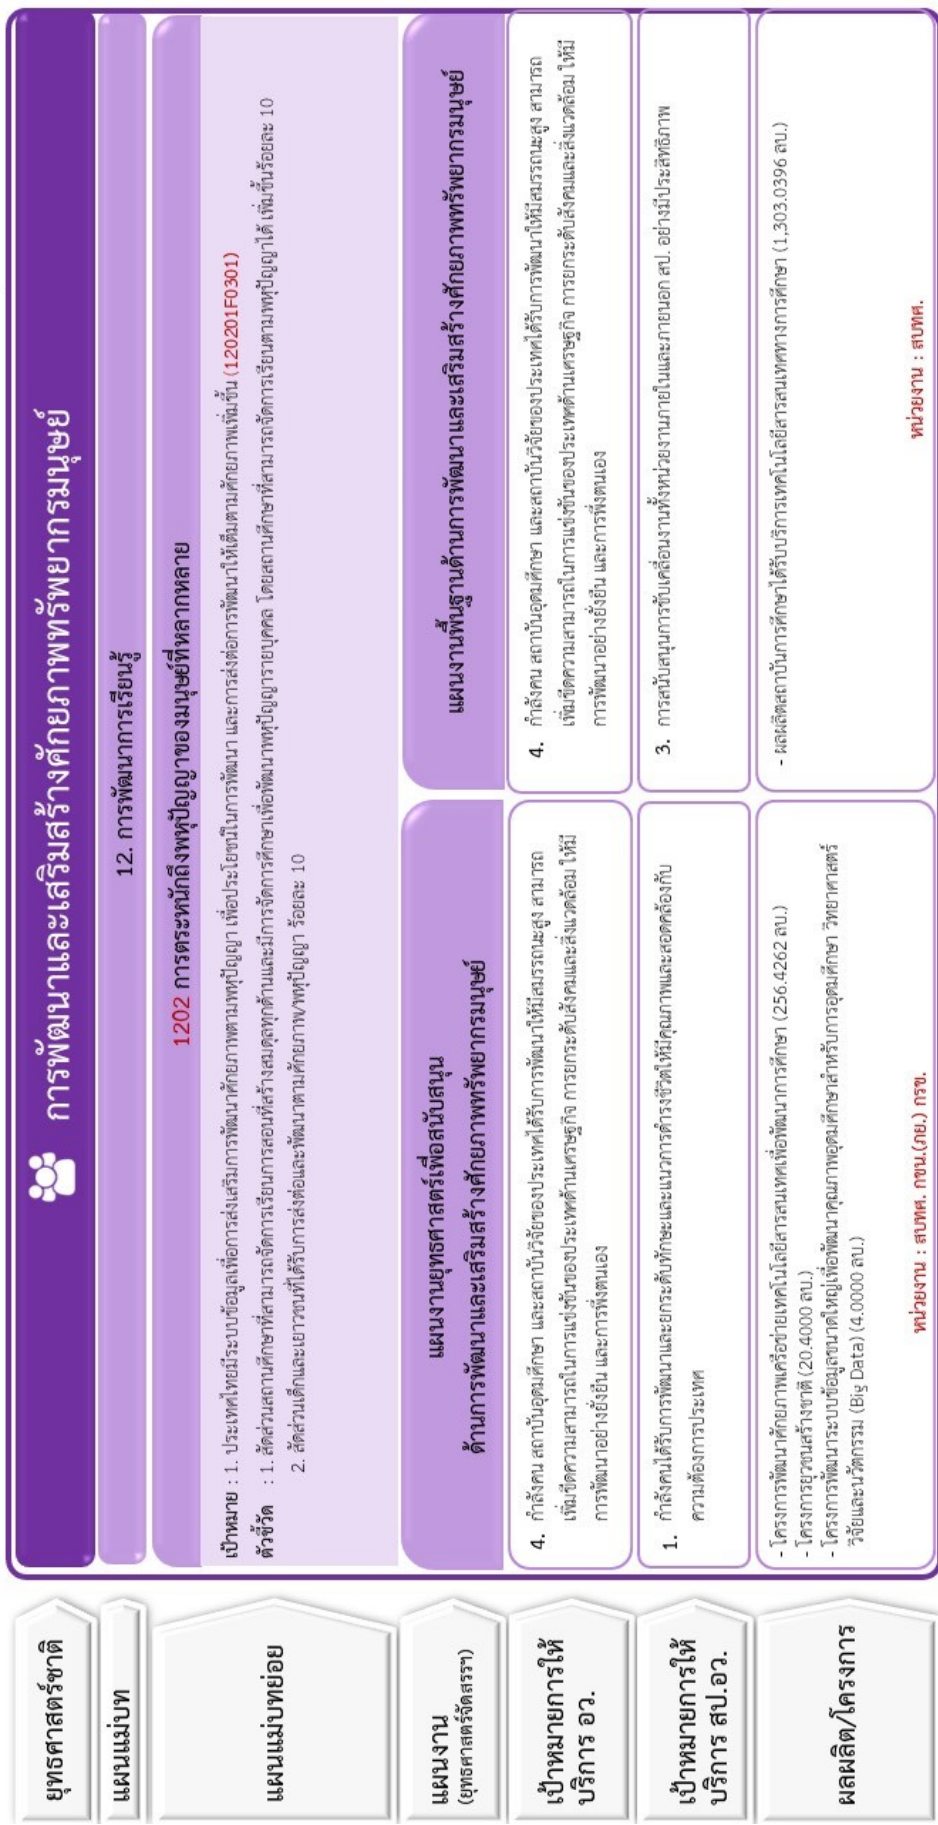 ยุทธศาสตร์ชาติ
การพัฒนาและเสริมสร้างศักยภาพทรัพยากรมนุษย์
แผนแม่บท
12. การพัฒนาการเรียนรู้
แผนแม่บทย่อย
1202 การตระหนักถึงพหุปัญญาของมนุษย์ที่หลากหลาย
เป้าหมาย : 1. ประเทศไทยมีระบบข้อมูลเพื่อการส่งเสริมการพัฒนาศักยภาพตามพหุปัญญา เพื่อประโยชน์ในการพัฒนา และการส่งต่อการพัฒนาให้เต็มตามศักยภาพเพิ่มขึ้น (120201F0301)
ตัวชี้วัด : 1. สัดส่วนสถานศึกษาที่สามารถจัดการเรียนการสอนที่สร้างสมดุลทุกด้านและมีการจัดการศึกษาเพื่อพัฒนาพหุปัญญารายบุคคล โดยสถานศึกษาที่สามารถจัดการเรียนตามพหุปัญญาได้ เพิ่มขึ้นร้อยละ 10
2. สัดส่วนเด็กและเยาวชนที่ได้รับการส่งต่อและพัฒนาตามศักยภาพ/พหุปัญญา ร้อยละ 10
แผนงาน
(ยุทธศาสตร์จัดสรรฯ)
แผนงานยุทธศาสตร์เพื่อสนับสนุน
ด้านการพัฒนาและเสริมสร้างศักยภาพทรัพยากรมนุษย์
แผนงานพื้นฐานด้านการพัฒนาและเสริมสร้างศักยภาพทรัพยากรมนุษย์
เป้าหมายการให้
บริการ อว.
4. กำลังคน สถาบันอุดมศึกษา และสถาบันวิจัยของประเทศได้รับการพัฒนาให้มีสมรรถนะสูง สามารถ
เพิ่มขีดความสามารถในการแข่งขันของประเทศด้านเศรษฐกิจ การยกระดับสังคมและสิ่งแวดล้อม ให้มี
การพัฒนาอย่างยั่งยืน และการพึ่งตนเอง
4. กำลังคน สถาบันอุดมศึกษา และสถาบันวิจัยของประเทศได้รับการพัฒนาให้มีสมรรถนะสูง สามารถ
เพิ่มขีดความสามารถในการแข่งขันของประเทศด้านเศรษฐกิจ การยกระดับสังคมและสิ่งแวดล้อม ให้มี
การพัฒนาอย่างยั่งยืน และการพึ่งตนเอง
เป้าหมายการให้
บริการ สป.อว.
1. กำลังคนได้รับการพัฒนาและยกระดับทักษะและแนวการดำรงชีวิตให้มีคุณภาพและสอดคล้องกับ
ความต้องการประเทศ
3. การสนับสนุนการขับเคลื่อนงานทั้งหน่วยงานภายในและภายนอก สป. อย่างมีประสิทธิภาพ
ผลผลิต/โครงการ
- โครงการพัฒนาศักยภาพเครือข่ายเทคโนโลยีสารสนเทศเพื่อพัฒนาการศึกษา (256.4262 ลบ.)
- โครงการยุวชนสร้างชาติ (20.4000 ลบ.)
- โครงการพัฒนาระบบข้อมูลขนาดใหญ่เพื่อพัฒนาคุณภาพอุดมศึกษาสำหรับการอุดมศึกษา วิทยาศาสตร์
วิจัยและนวัตกรรม (Big Data) (4.0000 ลบ.)
หน่วยงาน : สบทศ. กขน.(ภย.) กรข.
- ผลผลิตสถาบันการศึกษาได้รับบริการเทคโนโลยีสารสนเทศทางการศึกษา (1,303.0396 ลบ.)
หน่วยงาน : สบทศ.